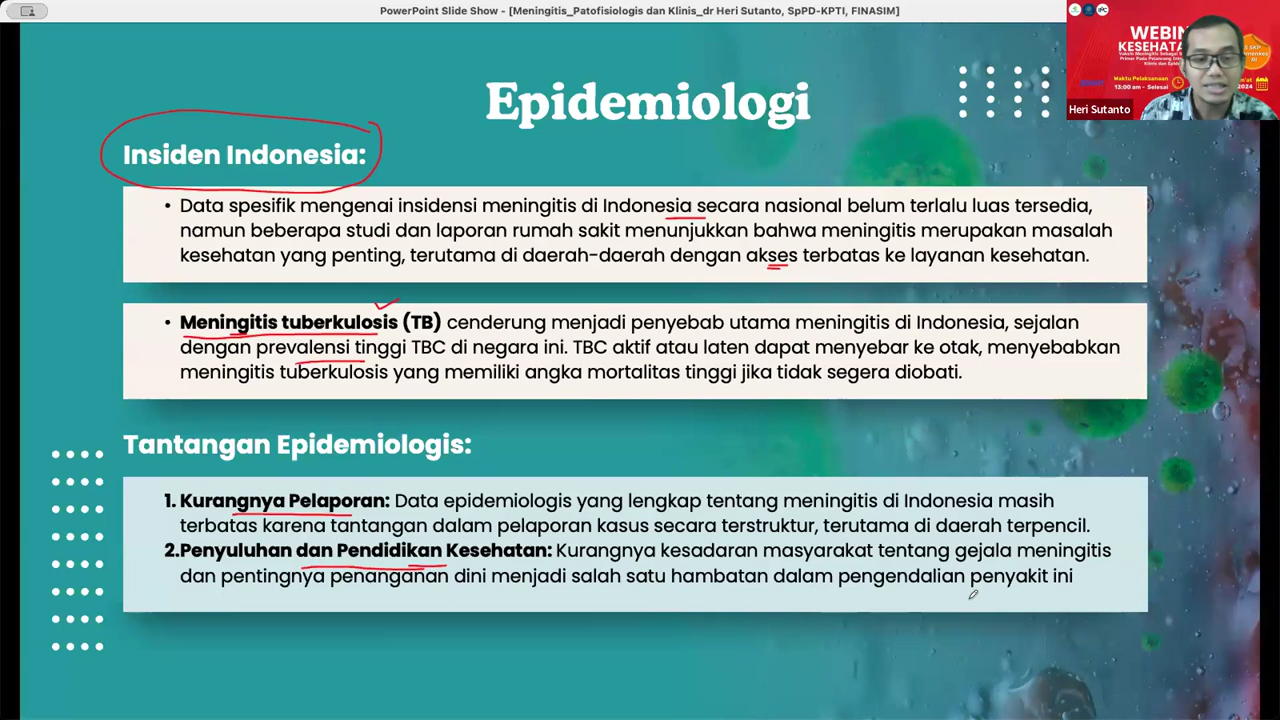 PowerPoint Slide Show - [Meningitis_Patofisiologis dan Klinis_dr Heri Sutanto, SpPD-KPTI, FINASIM]
WEBIN
KESEHATA
Waktu Pelaksanaan
13:00 am - Selesai
2024
Heri Sutanto
Epidemiologi
Insiden Indonesia:
• Data spesifik mengenai insidensi meningitis di Indonesia secara nasional belum terlalu luas tersedia,
namun beberapa studi dan laporan rumah sakit menunjukkan bahwa meningitis merupakan masalah
kesehatan yang penting, terutama di daerah-daerah dengan akses terbatas ke layanan kesehatan.
• Meningitis tuberkulosis (TB) cenderung menjadi penyebab utama meningitis di Indonesia, sejalan
dengan prevalensi tinggi TBC di negara ini. TBC aktif atau laten dapat menyebar ke otak, menyebabkan
meningitis tuberkulosis yang memiliki angka mortalitas tinggi jika tidak segera diobati.
Tantangan Epidemiologis:
1. Kurangnya Pelaporan: Data epidemiologis yang lengkap tentang meningitis di Indonesia masih
terbatas karena tantangan dalam pelaporan kasus secara terstruktur, terutama di daerah terpencil.
2.Penyuluhan dan Pendidikan Kesehatan: Kurangnya kesadaran masyarakat tentang gejala meningitis
dan pentingnya penanganan dini menjadi salah satu hambatan dalam pengendalian penyakit ini